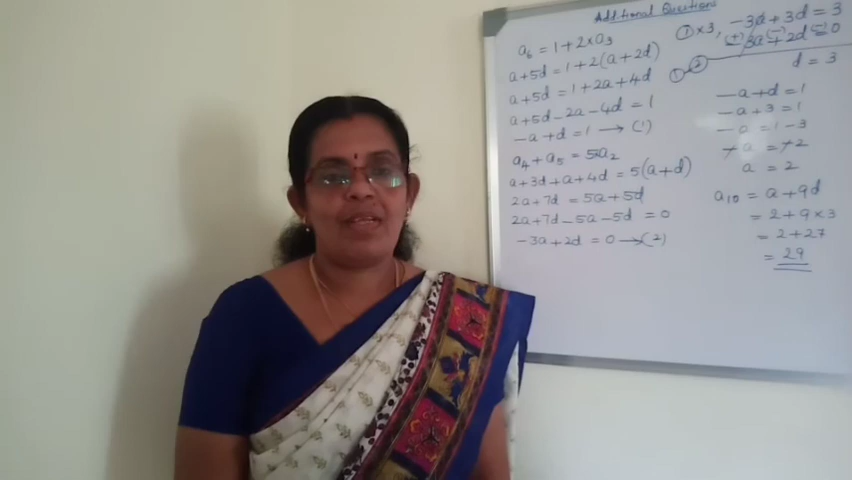 Additional Questions
a₆ = 1+2×a₃
a+5d = 1+2(a+2d)
a+5d = 1+2a+4d
a+5d-2a-4d = 1
-a+d = 1 → (1)
a₄+a₅ = 5a₂
a+3d+a+4d = 5(a+d)
2a+7d = 5a+5d
2a+7d-5a-5d = 0
-3a+2d = 0 → (2)
①×3, -3a+3d = 3
(+) (-) (-)
①-② -3a+2d = 0
d = 3
-a+d = 1
-a+3 = 1
-a = 1-3
-a = -2
a = 2
a₁₀ = a+9d
= 2+9×3
= 2+27
= 29